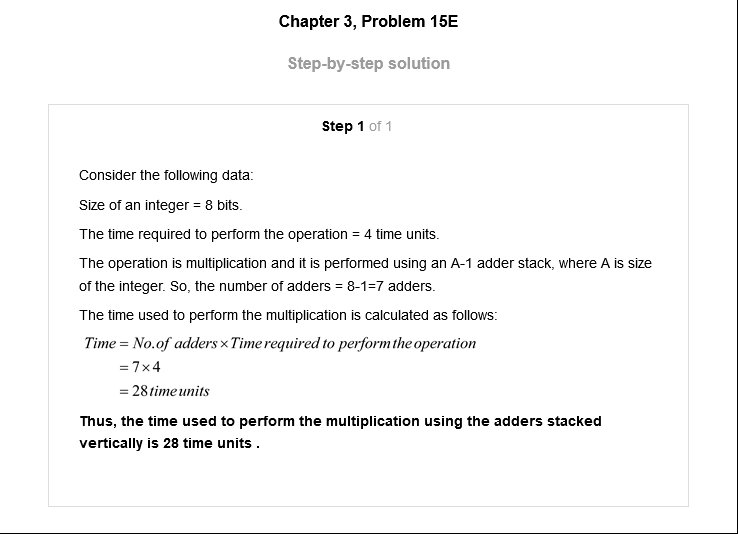 Chapter 3, Problem 15E
Step-by-step solution
Step 1 of 1
Consider the following data:
Size of an integer = 8 bits.
The time required to perform the operation = 4 time units.
The operation is multiplication and it is performed using an A-1 adder stack, where A is size
of the integer. So, the number of adders = 8-1=7 adders.
The time used to perform the multiplication is calculated as follows:
Time = No.of adders × Time required to perform the operation
= 7 × 4
= 28 time units
Thus, the time used to perform the multiplication using the adders stacked
vertically is 28 time units .